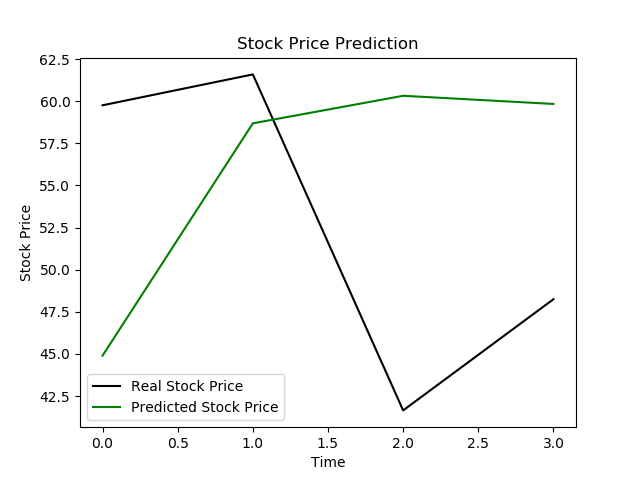 Stock Price Prediction
62.5
60.0
57.5
55.0
52.5
50.0
47.5
45.0
42.5
Stock Price
Real Stock Price
Predicted Stock Price
0.0 0.5 1.0 1.5 2.0 2.5 3.0
Time